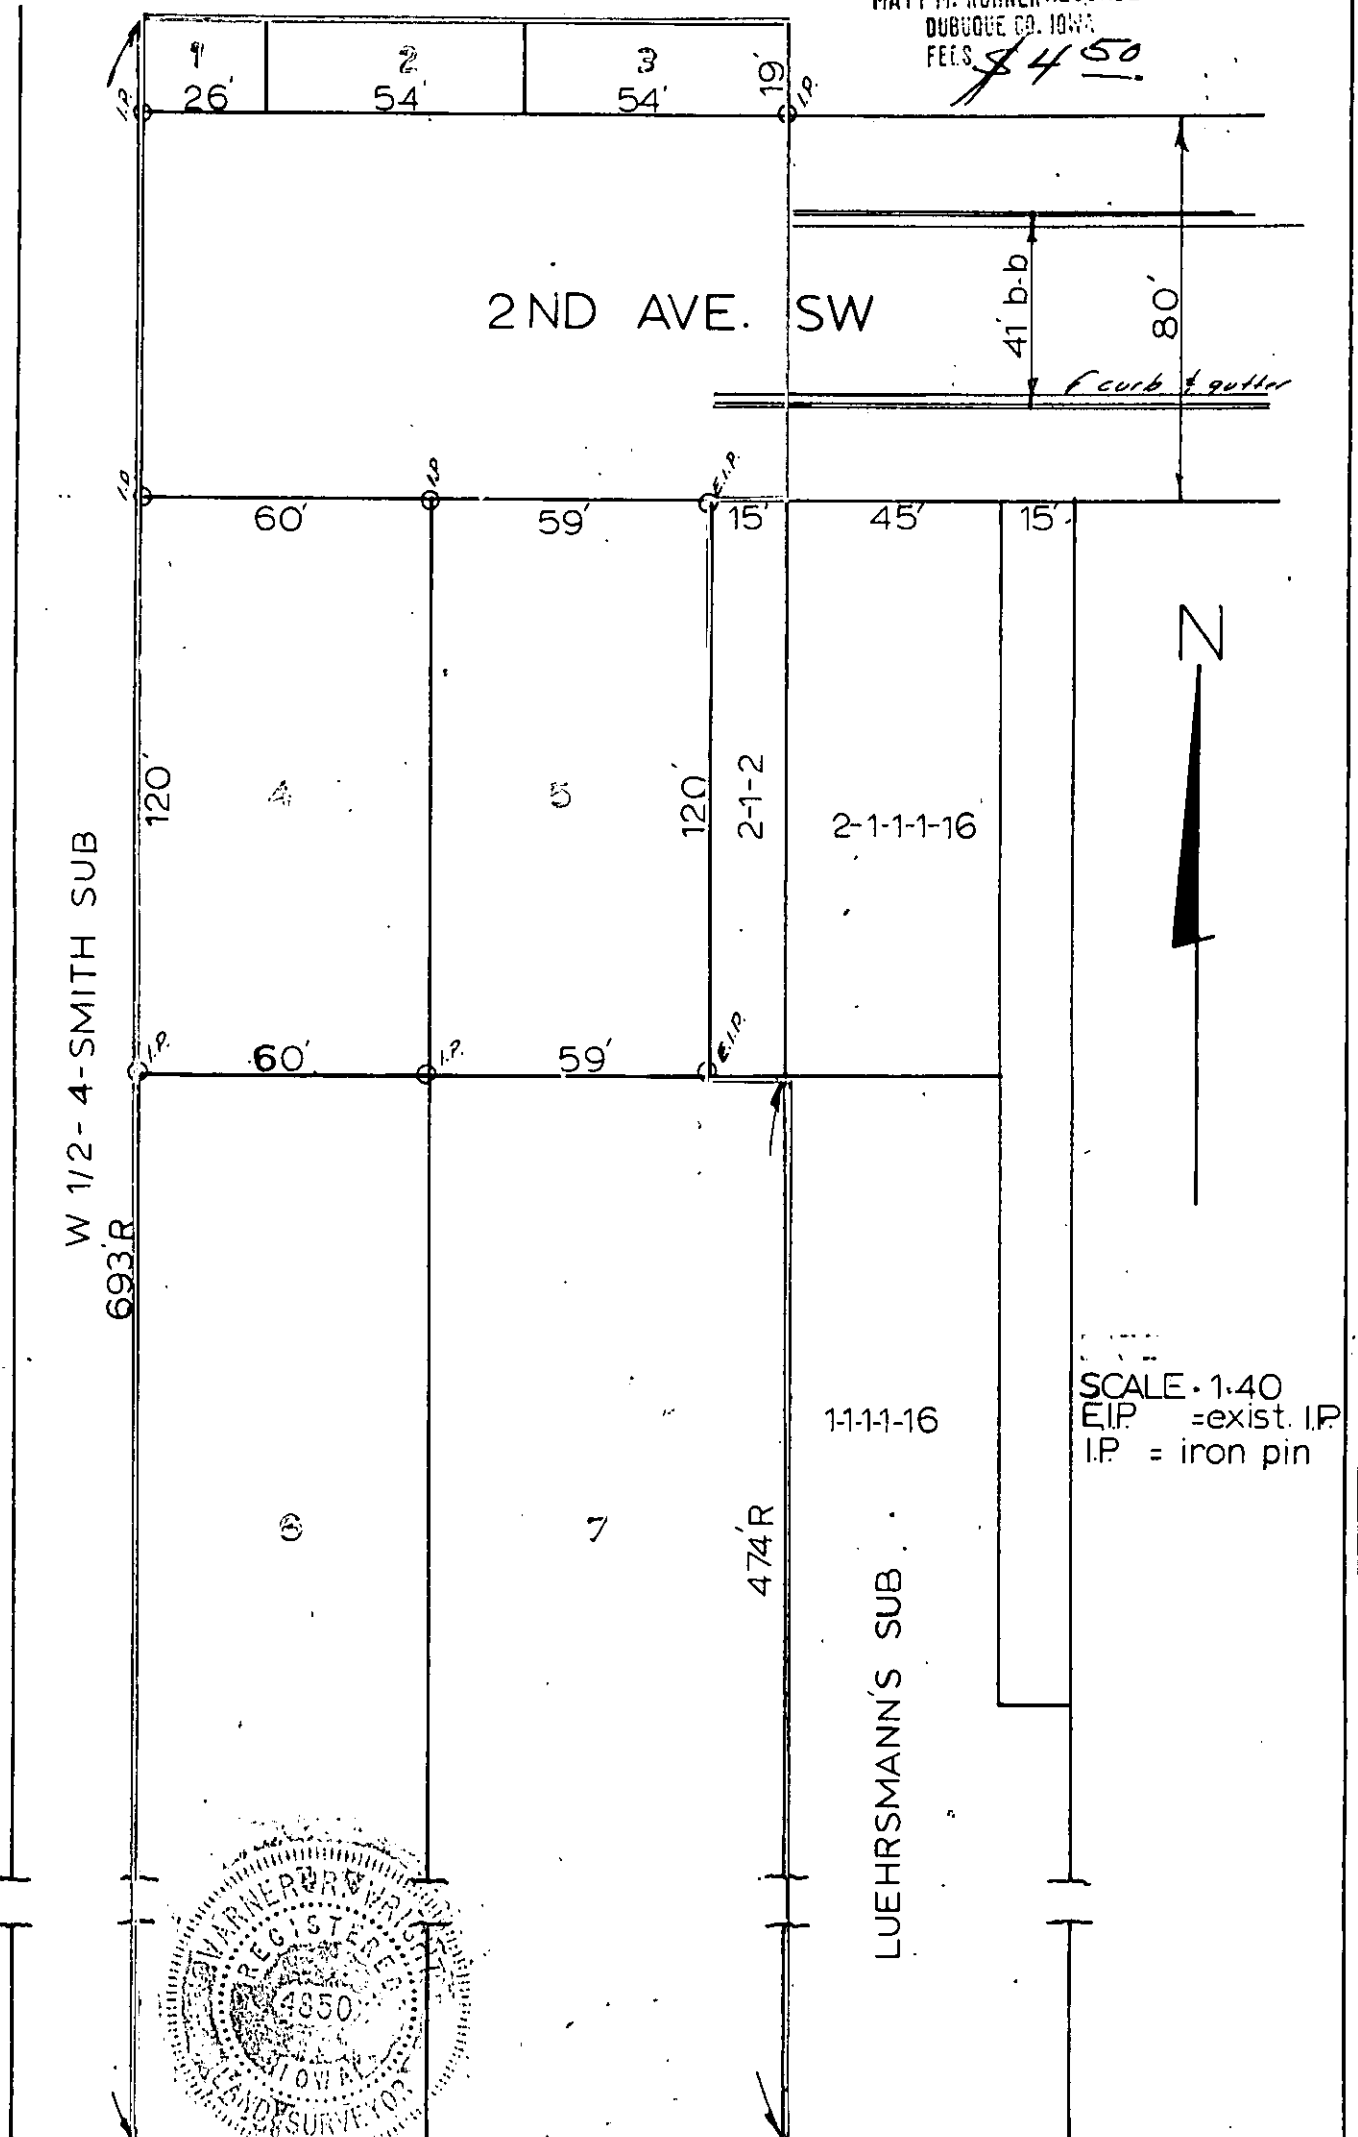 DUBUQUE CO. IOWA
FEES $4 50
1
2
3
19'
26'
54'
54'
I.P.
I.P.
2ND AVE. SW
41' b-b
80'
curb & gutter
I.P.
I.P.
E.I.P.
60'
59'
15'
45'
15'
N
120'
4
5
120'
2-1-2
2-1-1-1-16
W 1/2 - 4 - SMITH SUB
I.P.
60'
I.P.
59'
E.I.P.
693'R
SCALE · 1:40
E.I.P. = exist. I.P.
I.P. = iron pin
1-1-1-1-16
6
7
474'R
LUEHRSMANN'S SUB.
REGISTERED
IOWA
LAND SURVEYOR